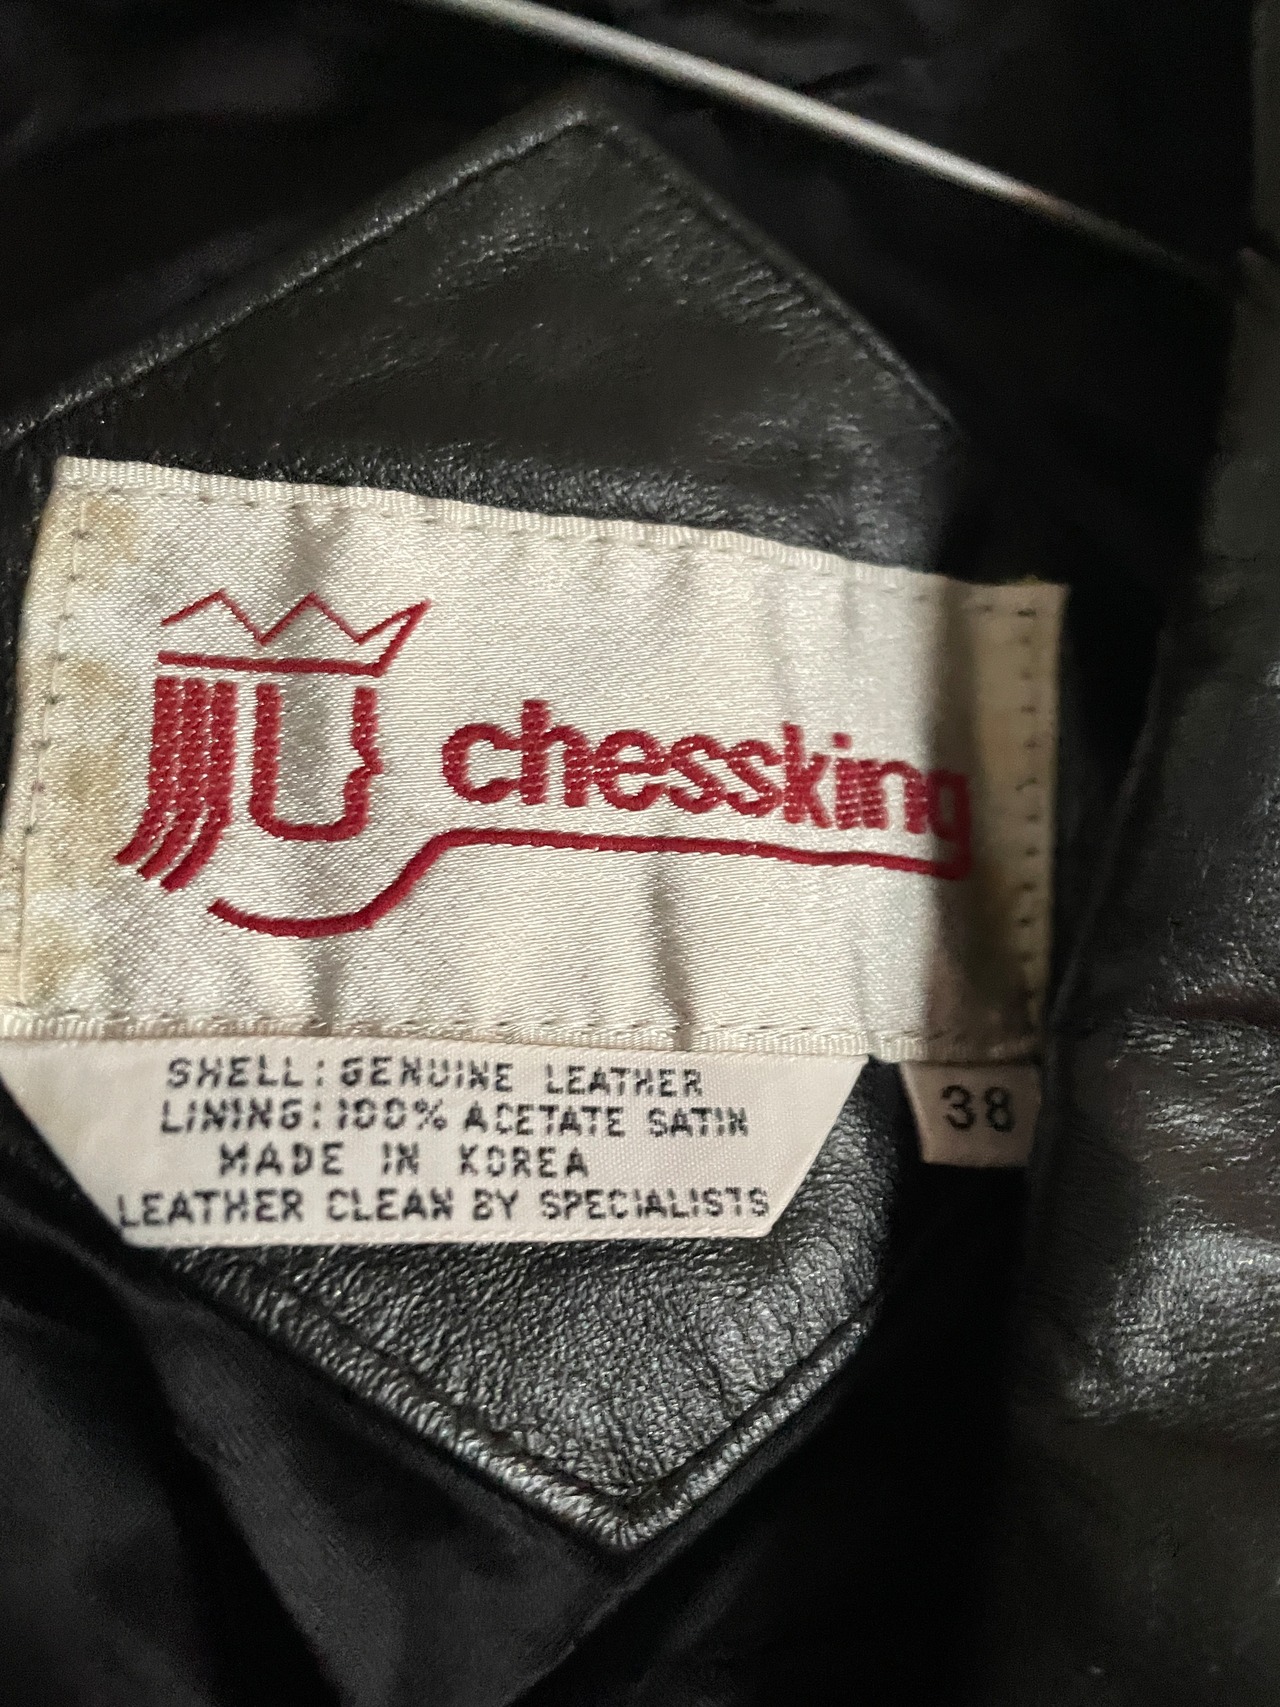 chessking
SHELL: GENUINE LEATHER
LINING: 100% ACETATE SATIN
MADE IN KOREA
LEATHER CLEAN BY SPECIALISTS
38